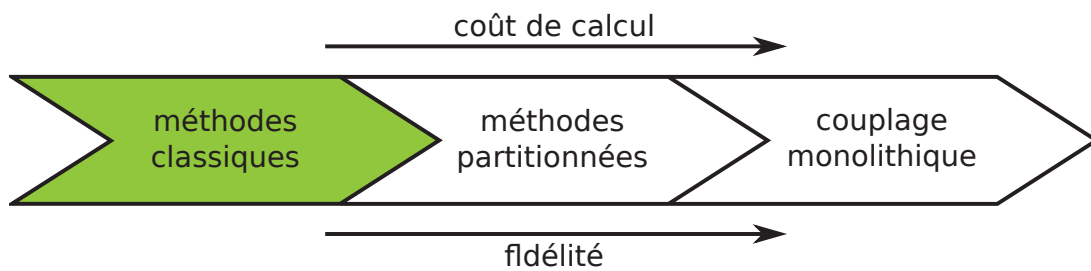 coût de calcul
méthodes
classiques
méthodes
partitionnées
couplage
monolithique
fidélité